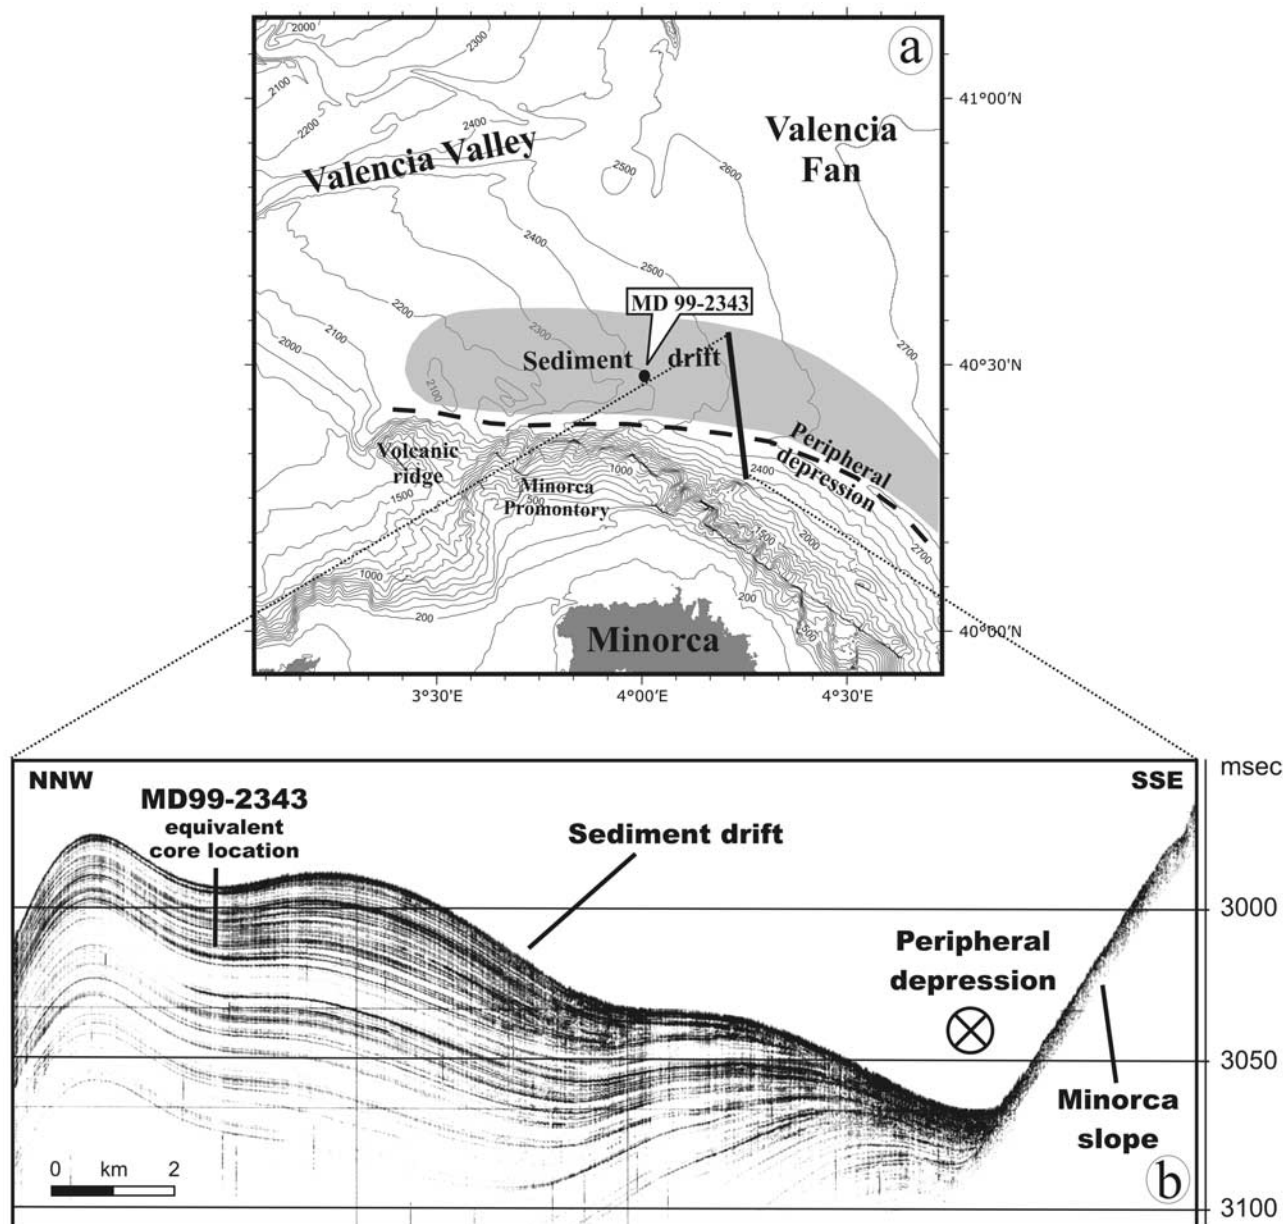 a
2000
2300
2100
2200
2400
41°00'N
Valencia
Fan
Valencia Valley
2500
2600
2400
2500
2200
MD 99-2343
2100
2000
2300
2700
Sediment drift
40°30'N
2100
Peripheral
depression
Volcanic
ridge
2400
1000
Minorca
Promontory
500
1500
1500
2000
2700
1000
200
200
1500
40°00'N
Minorca
3°30'E
4°00'E
4°30'E
NNW
SSE
msec
MD99-2343
equivalent
core location
Sediment drift
3000
Peripheral
depression
3050
Minorca
slope
0 km 2
b
3100